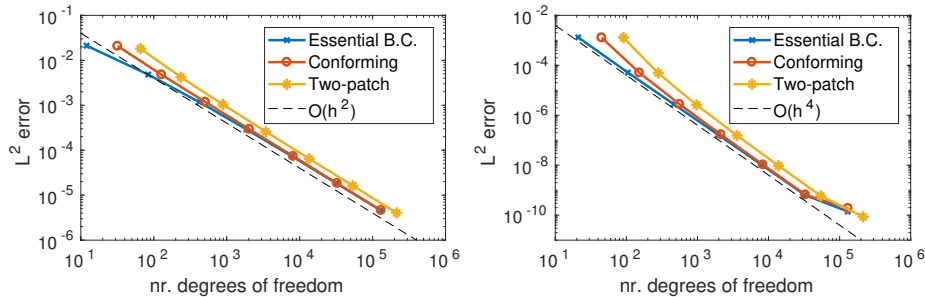 10^-1
10^-2
10^-3
10^-4
10^-5
10^-6
L^2 error
10^1 10^2 10^3 10^4 10^5 10^6
nr. degrees of freedom
Essential B.C.
Conforming
Two-patch
O(h^2)
10^-2
10^-4
10^-6
10^-8
10^-10
L^2 error
10^1 10^2 10^3 10^4 10^5 10^6
nr. degrees of freedom
Essential B.C.
Conforming
Two-patch
O(h^4)